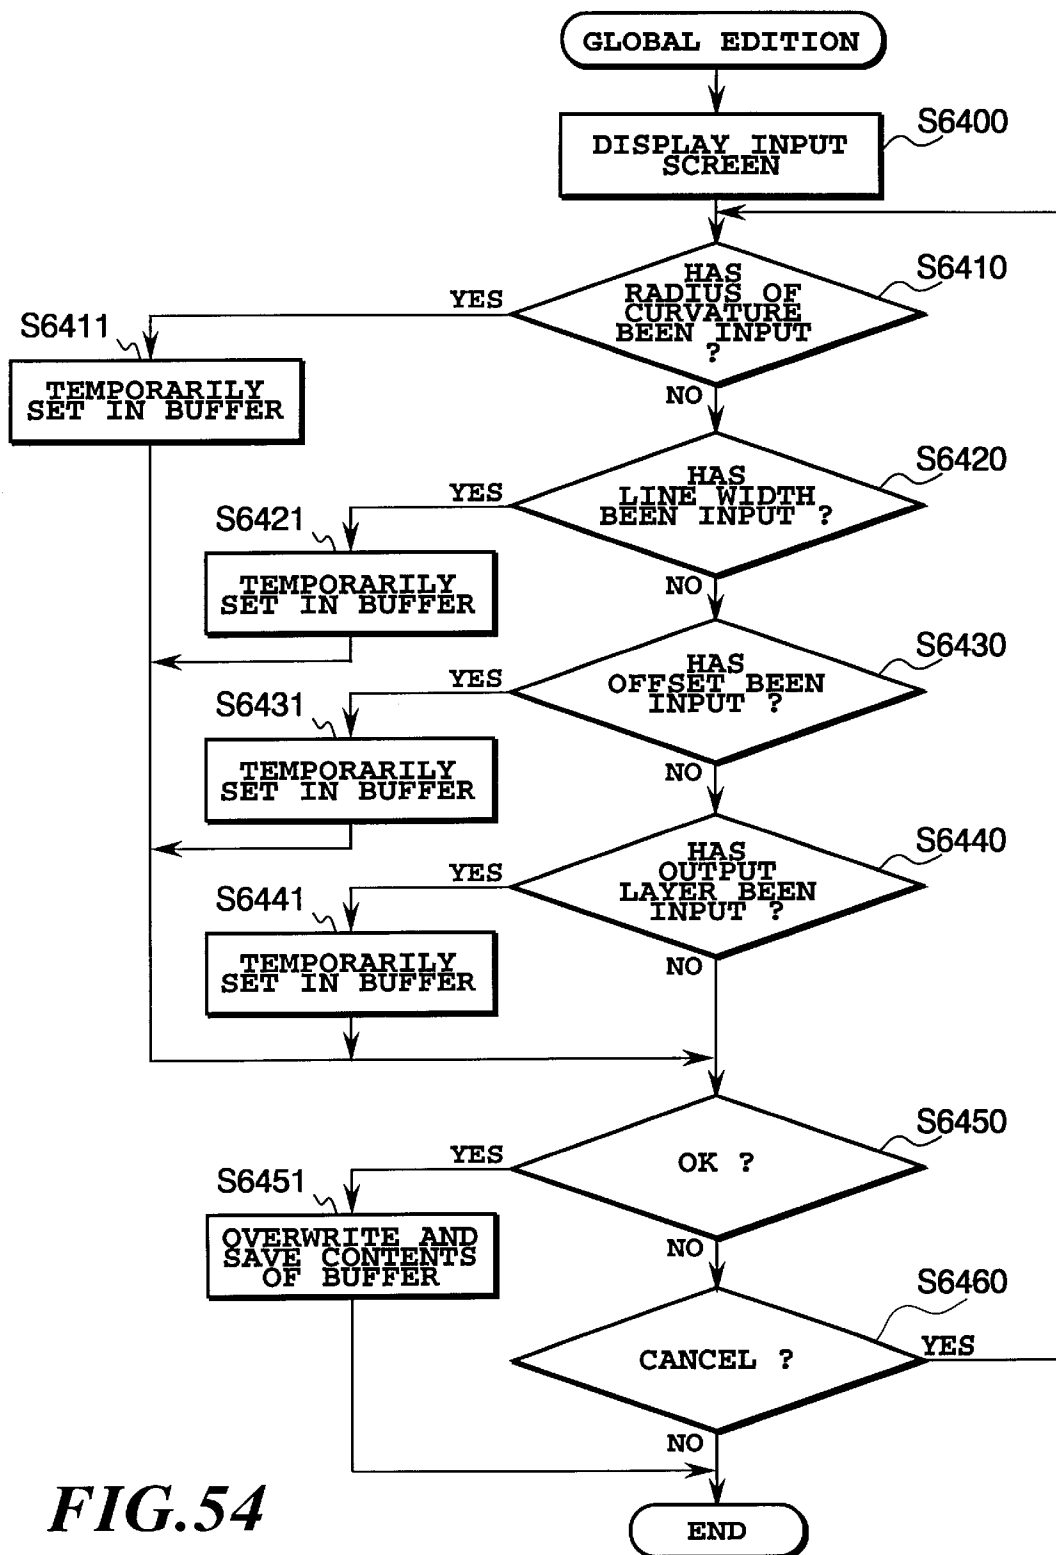 GLOBAL EDITION
S6400
DISPLAY INPUT
SCREEN
S6410
HAS
RADIUS OF
CURVATURE
BEEN INPUT
?
YES
NO
S6411
TEMPORARILY
SET IN BUFFER
S6420
HAS
LINE WIDTH
BEEN INPUT ?
YES
NO
S6421
TEMPORARILY
SET IN BUFFER
S6430
HAS
OFFSET BEEN
INPUT ?
YES
NO
S6431
TEMPORARILY
SET IN BUFFER
S6440
HAS
OUTPUT
LAYER BEEN
INPUT ?
YES
NO
S6441
TEMPORARILY
SET IN BUFFER
S6450
OK ?
YES
NO
S6451
OVERWRITE AND
SAVE CONTENTS
OF BUFFER
S6460
CANCEL ?
YES
NO
END
FIG.54